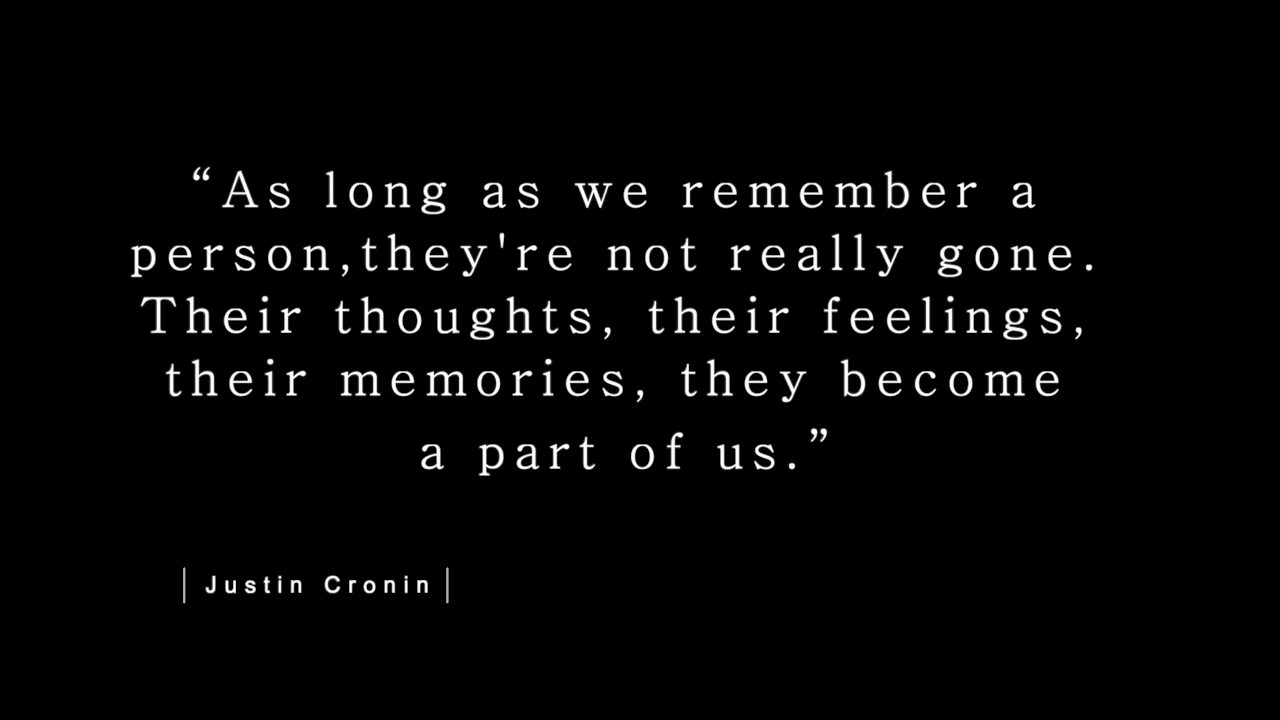 “As long as we remember a
person,they're not really gone.
Their thoughts, their feelings,
their memories, they become
a part of us.”
| Justin Cronin |